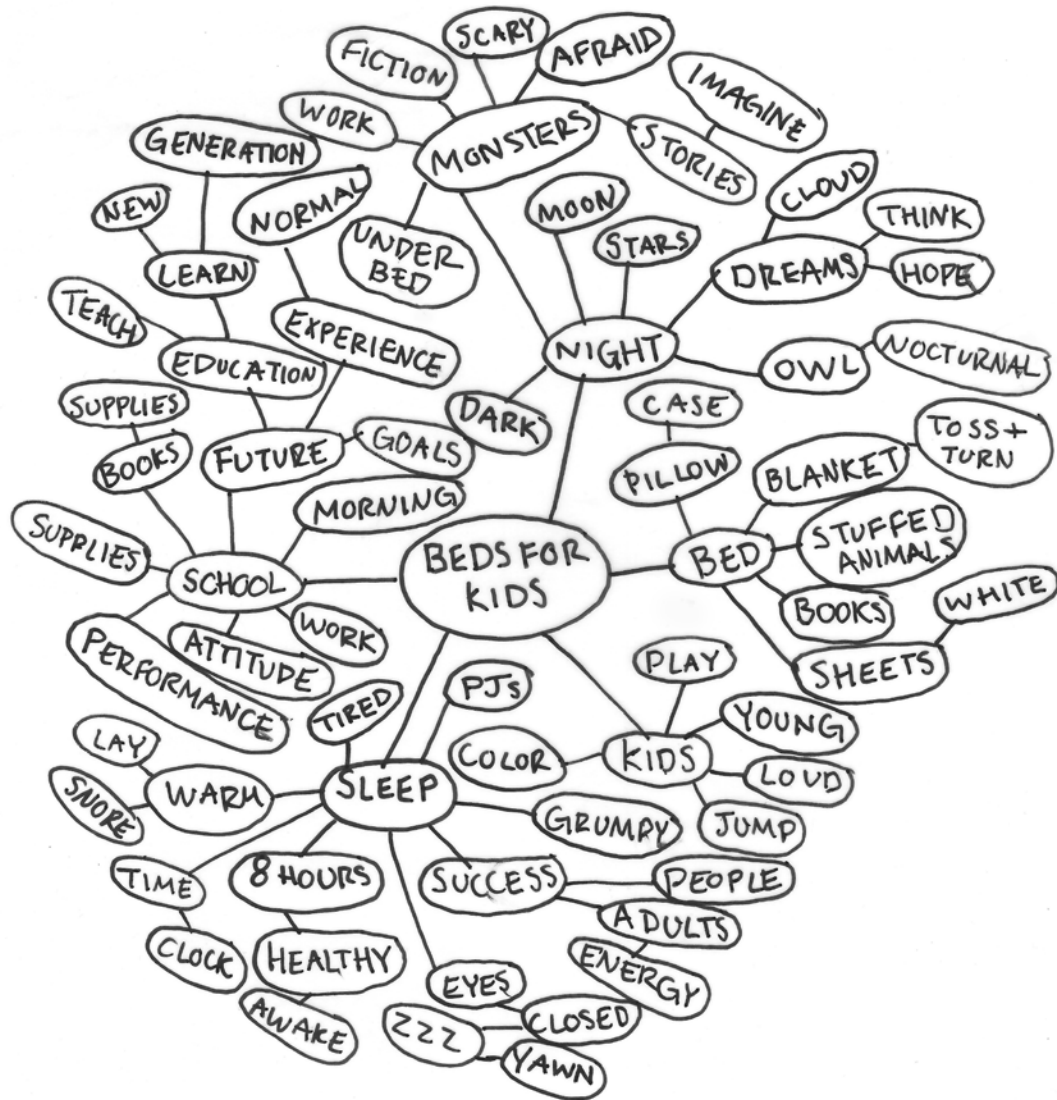 SCARY
AFRAID
FICTION
IMAGINE
WORK
MONSTERS
STORIES
GENERATION
CLOUD
NEW
NORMAL
MOON
THINK
UNDER
BED
STARS
DREAMS
HOPE
LEARN
TEACH
EXPERIENCE
NIGHT
OWL
NOCTURNAL
EDUCATION
SUPPLIES
DARK
CASE
TOSS +
TURN
BOOKS
FUTURE
GOALS
PILLOW
BLANKET
MORNING
SUPPLIES
SCHOOL
BEDS FOR
KIDS
BED
STUFFED
ANIMALS
BOOKS
WHITE
WORK
ATTITUDE
PERFORMANCE
SHEETS
PLAY
TIRED
PJs
YOUNG
LAY
COLOR
KIDS
LOUD
WARM
SLEEP
SNORE
GRUMPY
JUMP
TIME
8 HOURS
SUCCESS
PEOPLE
ADULTS
CLOCK
HEALTHY
ENERGY
EYES
AWAKE
ZZZ
CLOSED
YAWN